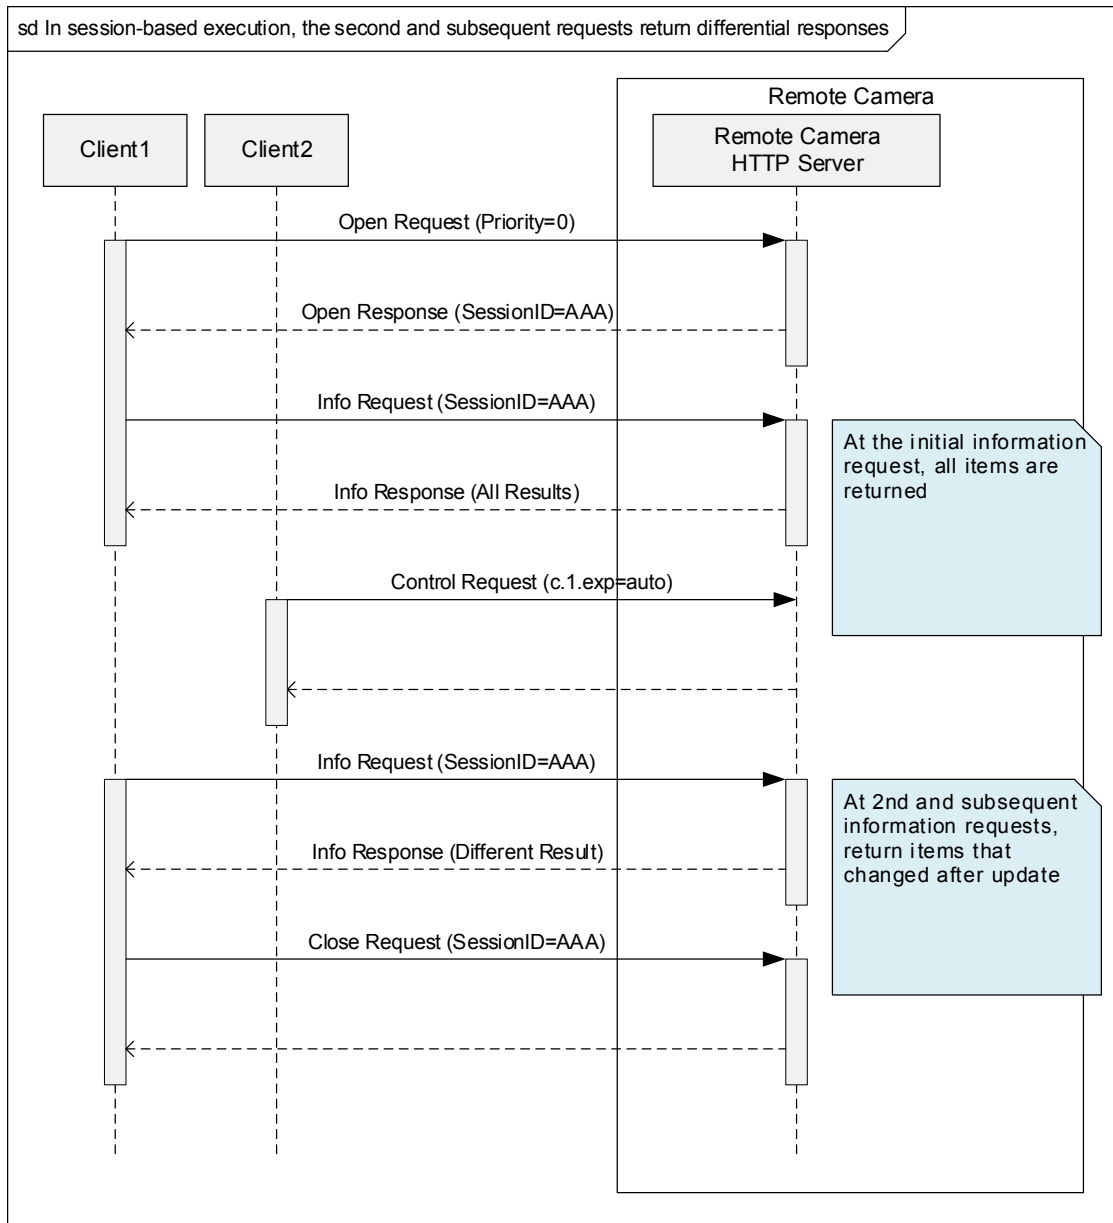 sd In session-based execution, the second and subsequent requests return differential responses
Remote Camera
Client1
Client2
Remote Camera
HTTP Server
Open Request (Priority=0)
Open Response (SessionID=AAA)
Info Request (SessionID=AAA)
At the initial information
request, all items are
returned
Info Response (All Results)
Control Request (c.1.exp=auto)
Info Request (SessionID=AAA)
At 2nd and subsequent
information requests,
return items that
changed after update
Info Response (Different Result)
Close Request (SessionID=AAA)